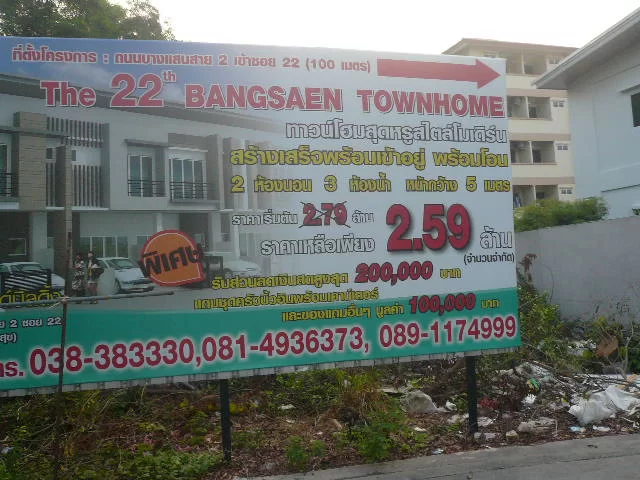 ที่ตั้งโครงการ : ถนนบางแสนสาย 2 เข้าซอย 22 (100 เมตร)
The 22th BANGSAEN TOWNHOME
ทาวน์โฮมสุดหรูสไตล์โมเดิร์น
สร้างเสร็จพร้อมเข้าอยู่ พร้อมโอน
2 ห้องนอน 3 ห้องน้ำ หน้ากว้าง 5 เมตร
ราคาเริ่มต้น 2.79 ล้าน
ราคาเหลือเพียง 2.59 ล้าน
(จำนวนจำกัด)
พิเศษ
รับส่วนลดเงินสดสูงสุด 200,000 บาท
แถมชุดครัวบิ้วอินพร้อมเคาน์เตอร์
และของแถมอื่นๆ มูลค่า 100,000 บาท
2 ซอย 22
โทร. 038-383330,081-4936373, 089-1174999